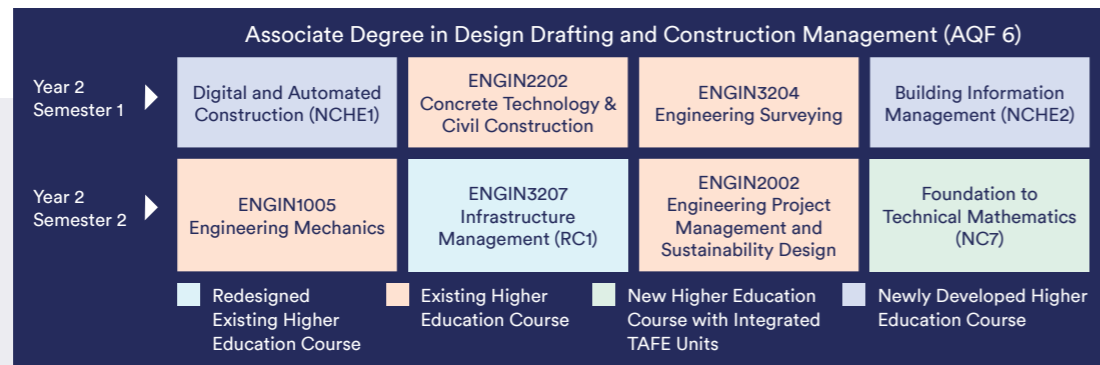 Associate Degree in Design Drafting and Construction Management (AQF 6)
Year 2
Semester 1
Digital and Automated
Construction (NCHE1)
ENGIN2202
Concrete Technology &
Civil Construction
ENGIN3204
Engineering Surveying
Building Information
Management (NCHE2)
Year 2
Semester 2
ENGIN1005
Engineering Mechanics
ENGIN3207
Infrastructure
Management (RC1)
ENGIN2002
Engineering Project
Management and
Sustainability Design
Foundation to
Technical Mathematics
(NC7)
Redesigned
Existing Higher
Education Course
Existing Higher
Education Course
New Higher Education
Course with Integrated
TAFE Units
Newly Developed Higher
Education Course